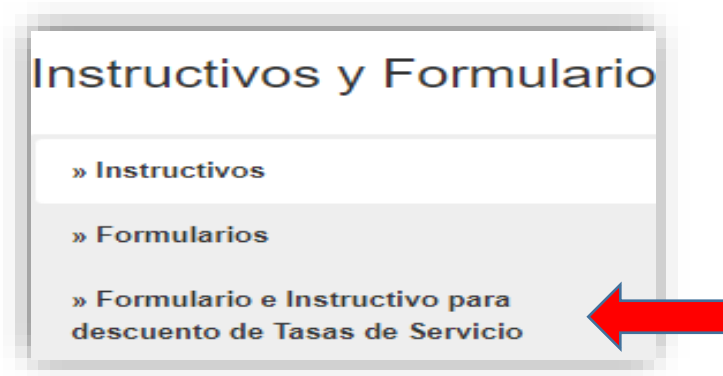 Instructivos y Formulario
» Instructivos
» Formularios
» Formulario e Instructivo para
descuento de Tasas de Servicio